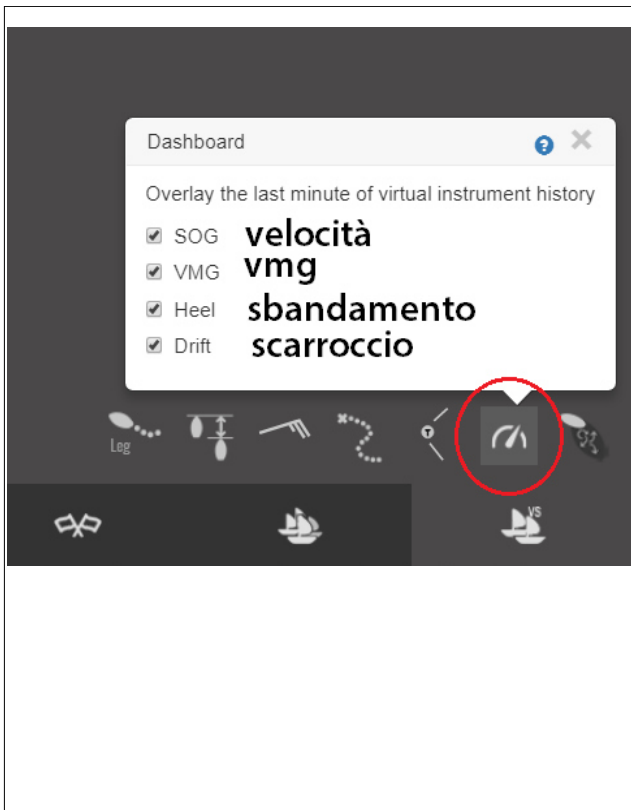 Dashboard
Overlay the last minute of virtual instrument history
SOG velocità
VMG vmg
Heel sbandamento
Drift scarroccio
Leg
T
VS